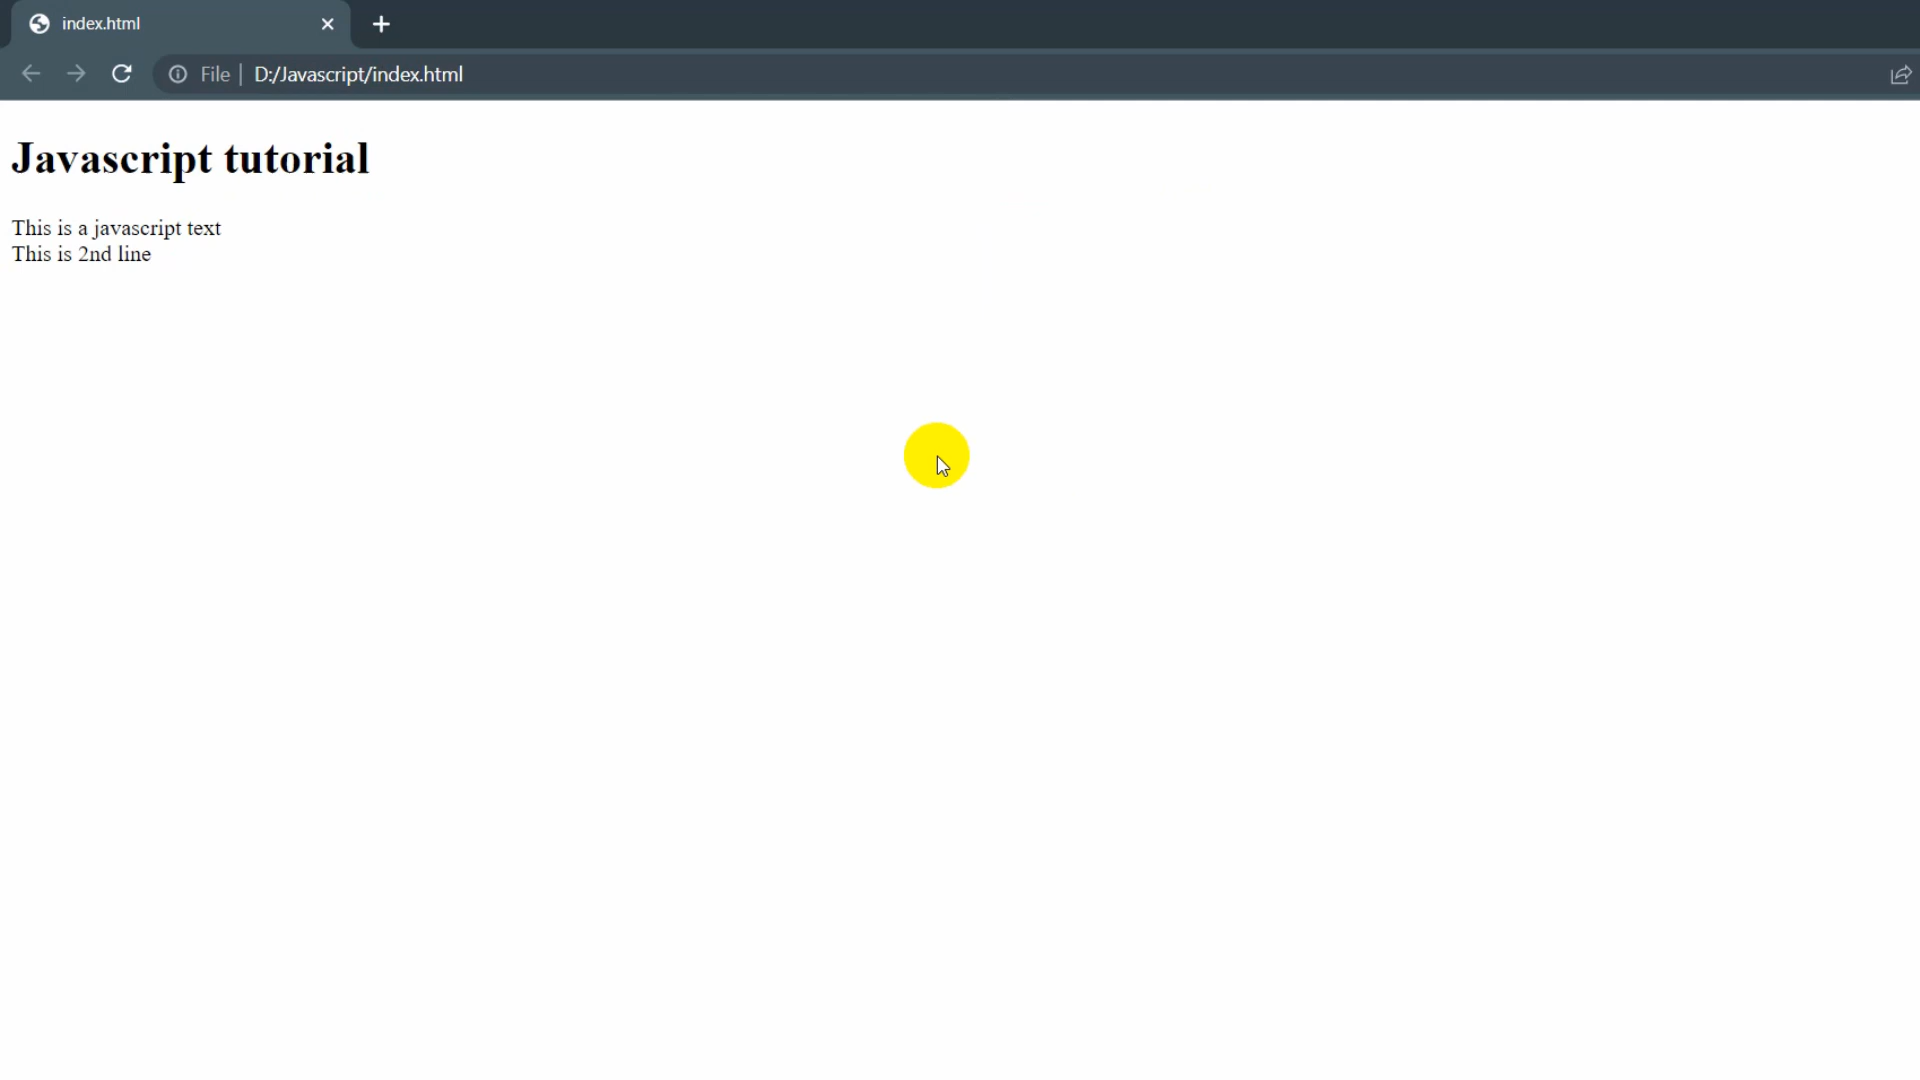 index.html
File | D:/Javascript/index.html
Javascript tutorial
This is a javascript text
This is 2nd line